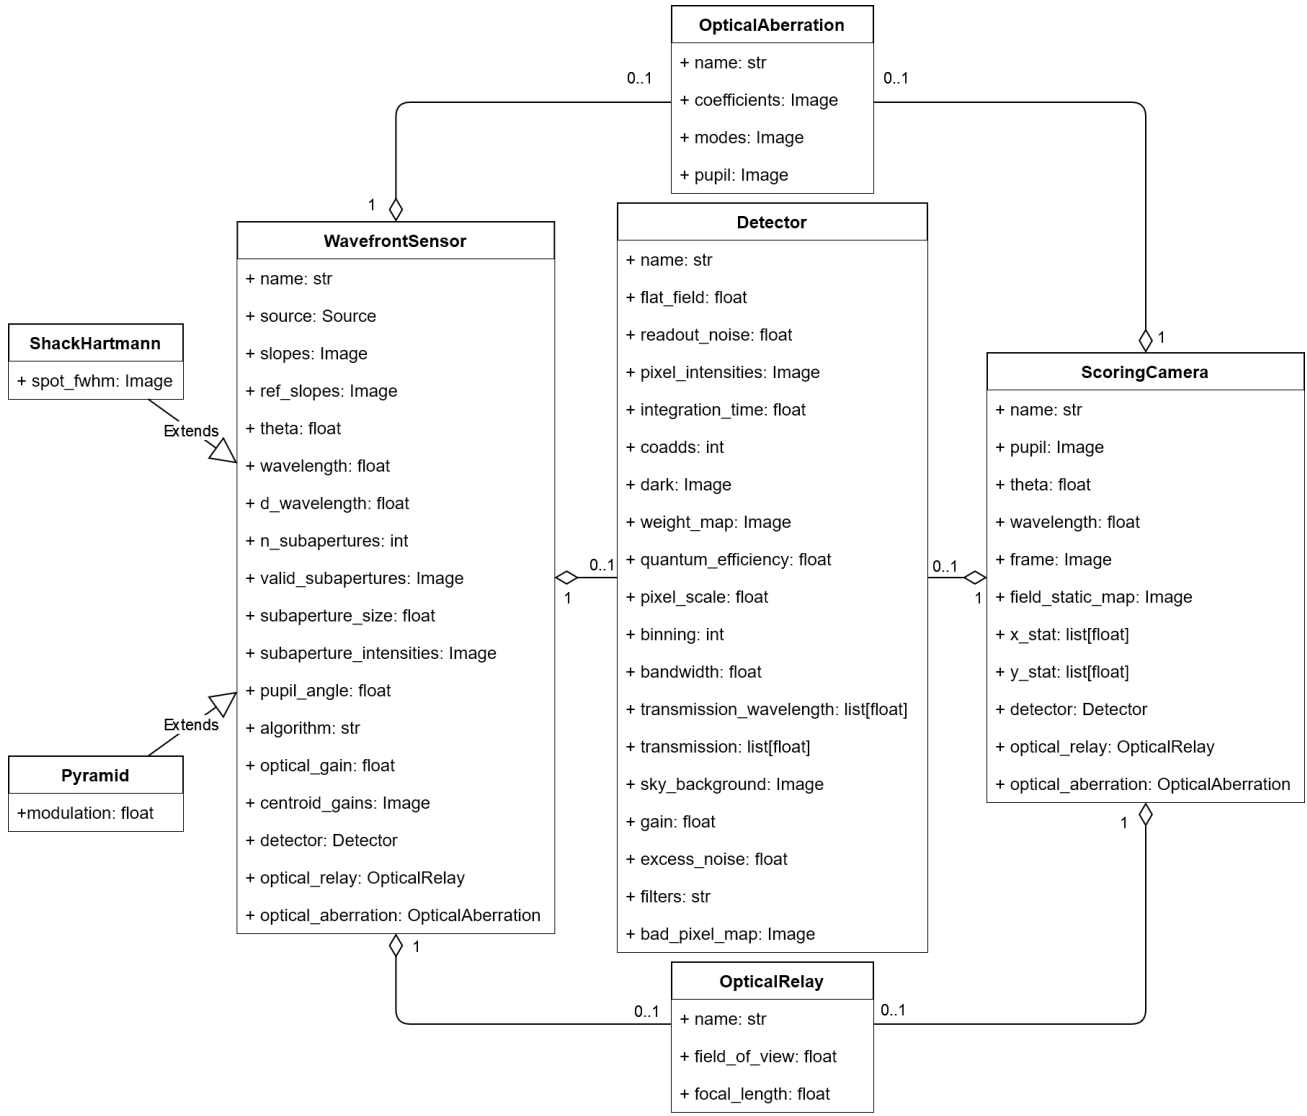 OpticalAberration
+ name: str
+ coefficients: Image
+ modes: Image
+ pupil: Image
0..1
0..1
1
1
WavefrontSensor
+ name: str
+ source: Source
+ slopes: Image
+ ref_slopes: Image
+ theta: float
+ wavelength: float
+ d_wavelength: float
+ n_subapertures: int
+ valid_subapertures: Image
+ subaperture_size: float
+ subaperture_intensities: Image
+ pupil_angle: float
+ algorithm: str
+ optical_gain: float
+ centroid_gains: Image
+ detector: Detector
+ optical_relay: OpticalRelay
+ optical_aberration: OpticalAberration
ShackHartmann
+ spot_fwhm: Image
Extends
Extends
Pyramid
+modulation: float
Detector
+ name: str
+ flat_field: float
+ readout_noise: float
+ pixel_intensities: Image
+ integration_time: float
+ coadds: int
+ dark: Image
+ weight_map: Image
+ quantum_efficiency: float
+ pixel_scale: float
+ binning: int
+ bandwidth: float
+ transmission_wavelength: list[float]
+ transmission: list[float]
+ sky_background: Image
+ gain: float
+ excess_noise: float
+ filters: str
+ bad_pixel_map: Image
0..1
1
0..1
1
ScoringCamera
+ name: str
+ pupil: Image
+ theta: float
+ wavelength: float
+ frame: Image
+ field_static_map: Image
+ x_stat: list[float]
+ y_stat: list[float]
+ detector: Detector
+ optical_relay: OpticalRelay
+ optical_aberration: OpticalAberration
1
1
0..1
0..1
OpticalRelay
+ name: str
+ field_of_view: float
+ focal_length: float